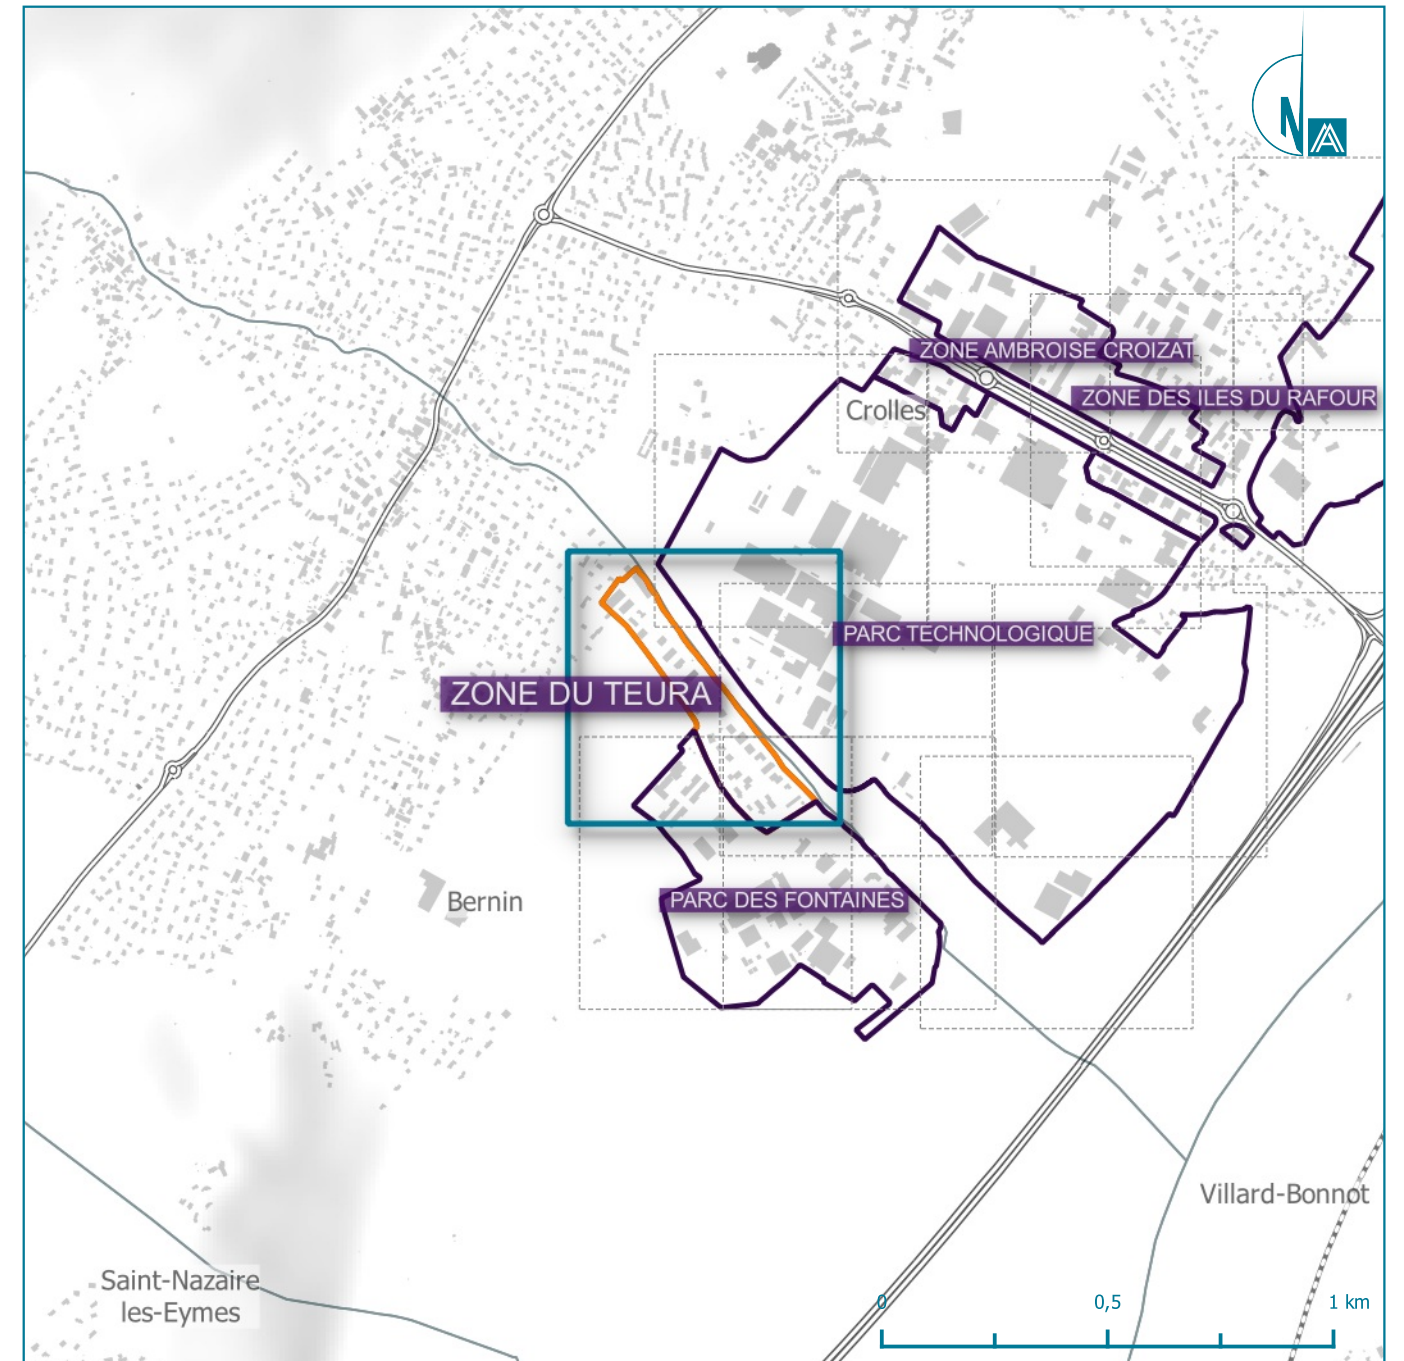 N
ZONE AMBROISE CROIZAT
ZONE DES ILES DU RAFOUR
Crolles
PARC TECHNOLOGIQUE
ZONE DU TEURA
PARC DES FONTAINES
Bernin
Villard-Bonnot
Saint-Nazaire
les-Eymes
0 0,5 1 km